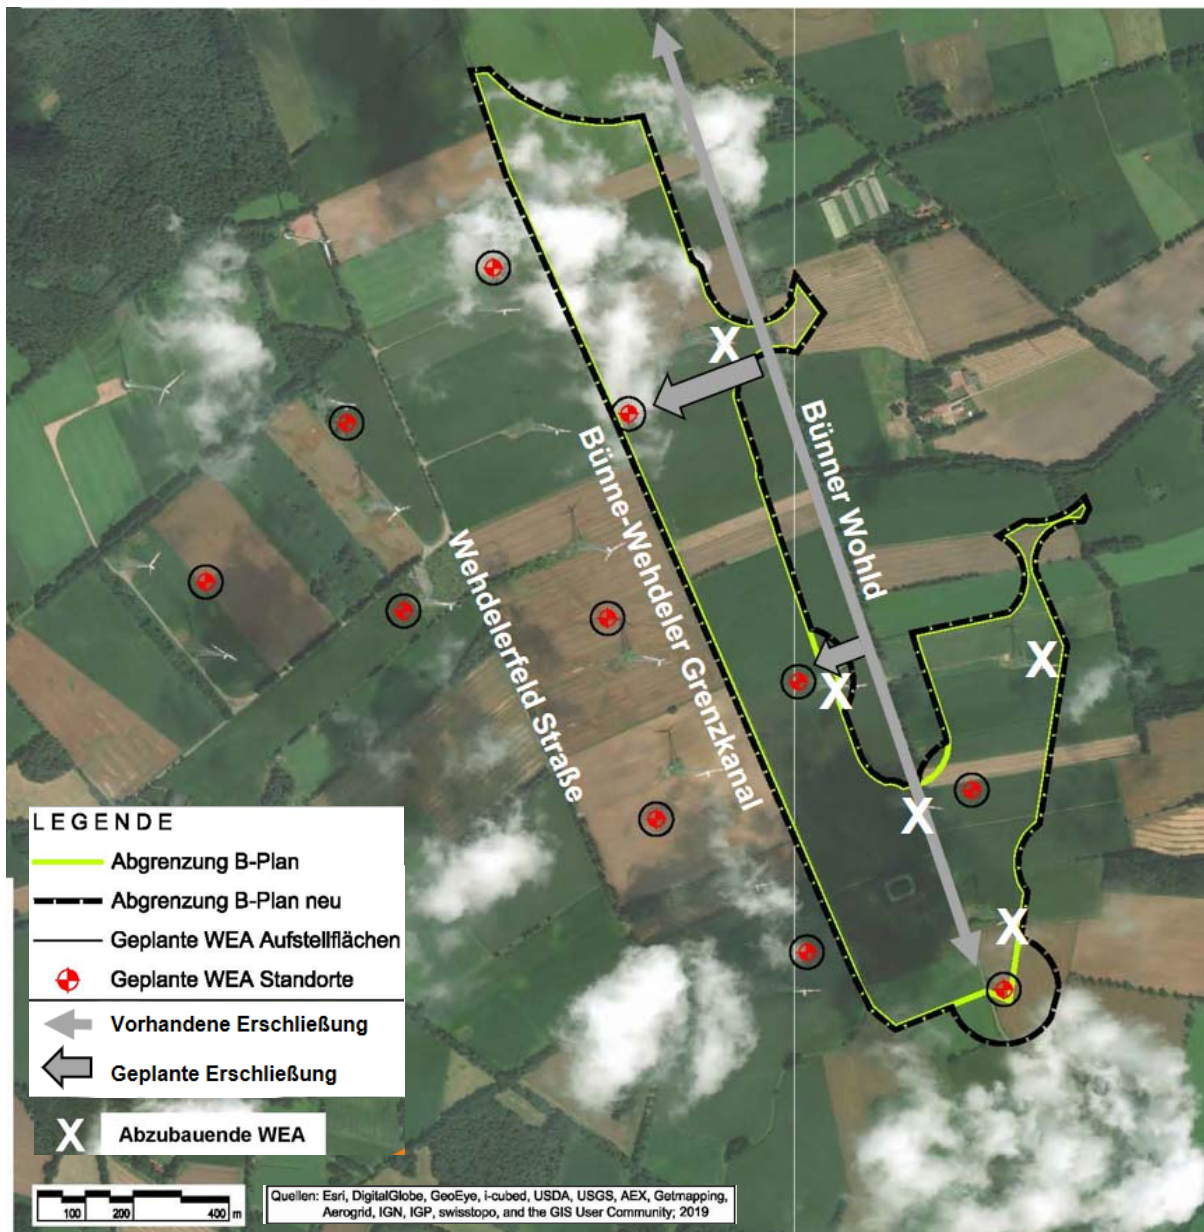 Bünner Wohld
Bünne-Wehdeler Grenzkanal
Wehdelerfeld Straße
X
X
X
X
X
LEGENDE
Abgrenzung B-Plan
Abgrenzung B-Plan neu
Geplante WEA Aufstellflächen
Geplante WEA Standorte
Vorhandene Erschließung
Geplante Erschließung
X Abzubauende WEA
100 200 400 m
Quellen: Esri, DigitalGlobe, GeoEye, i-cubed, USDA, USGS, AEX, Getmapping,
Aerogrid, IGN, IGP, swisstopo, and the GIS User Community; 2019